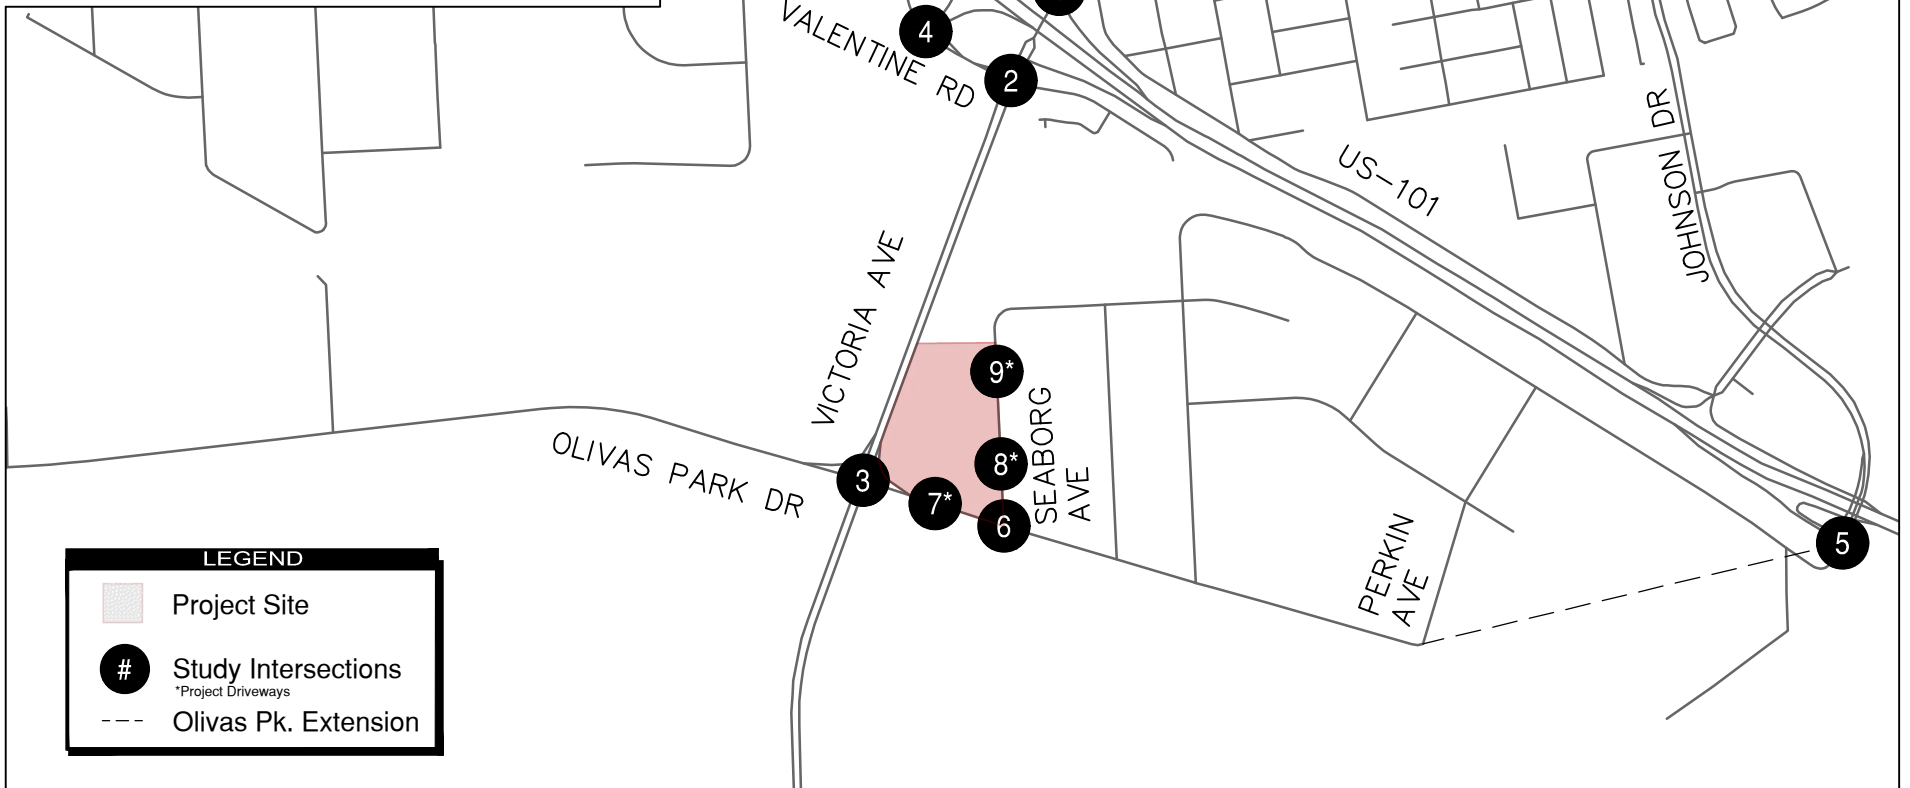 4
2
VALENTINE RD
US-101
JOHNSON DR
VICTORIA AVE
9*
SEABORG
AVE
8*
OLIVAS PARK DR
3
7*
6
PERKIN
AVE
5
LEGEND
Project Site
# Study Intersections
*Project Driveways
Olivas Pk. Extension